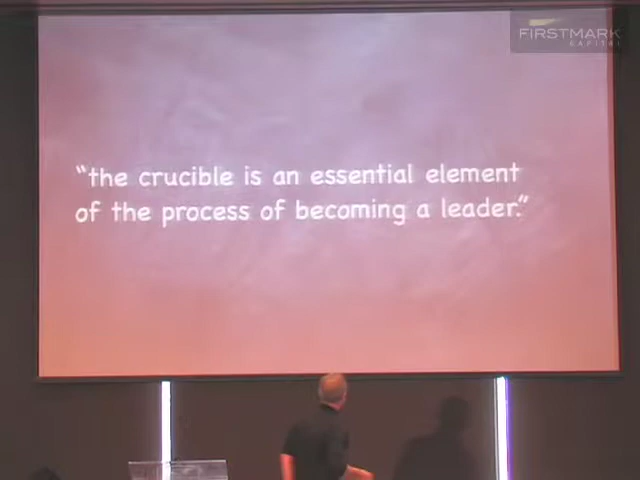 FIRSTMARK
CAPITAL
“the crucible is an essential element
of the process of becoming a leader.”